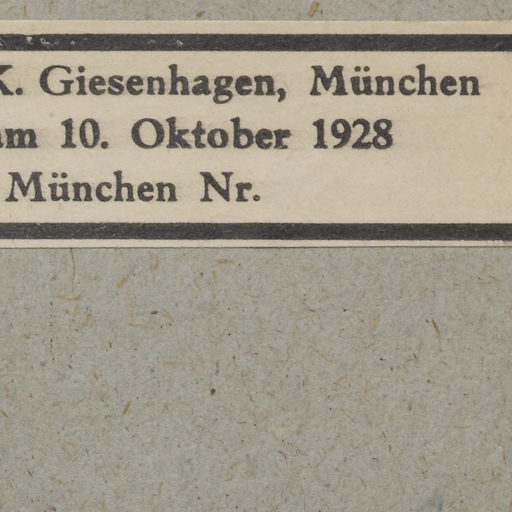 K. Giesenhagen, München
am 10. Oktober 1928
München Nr.